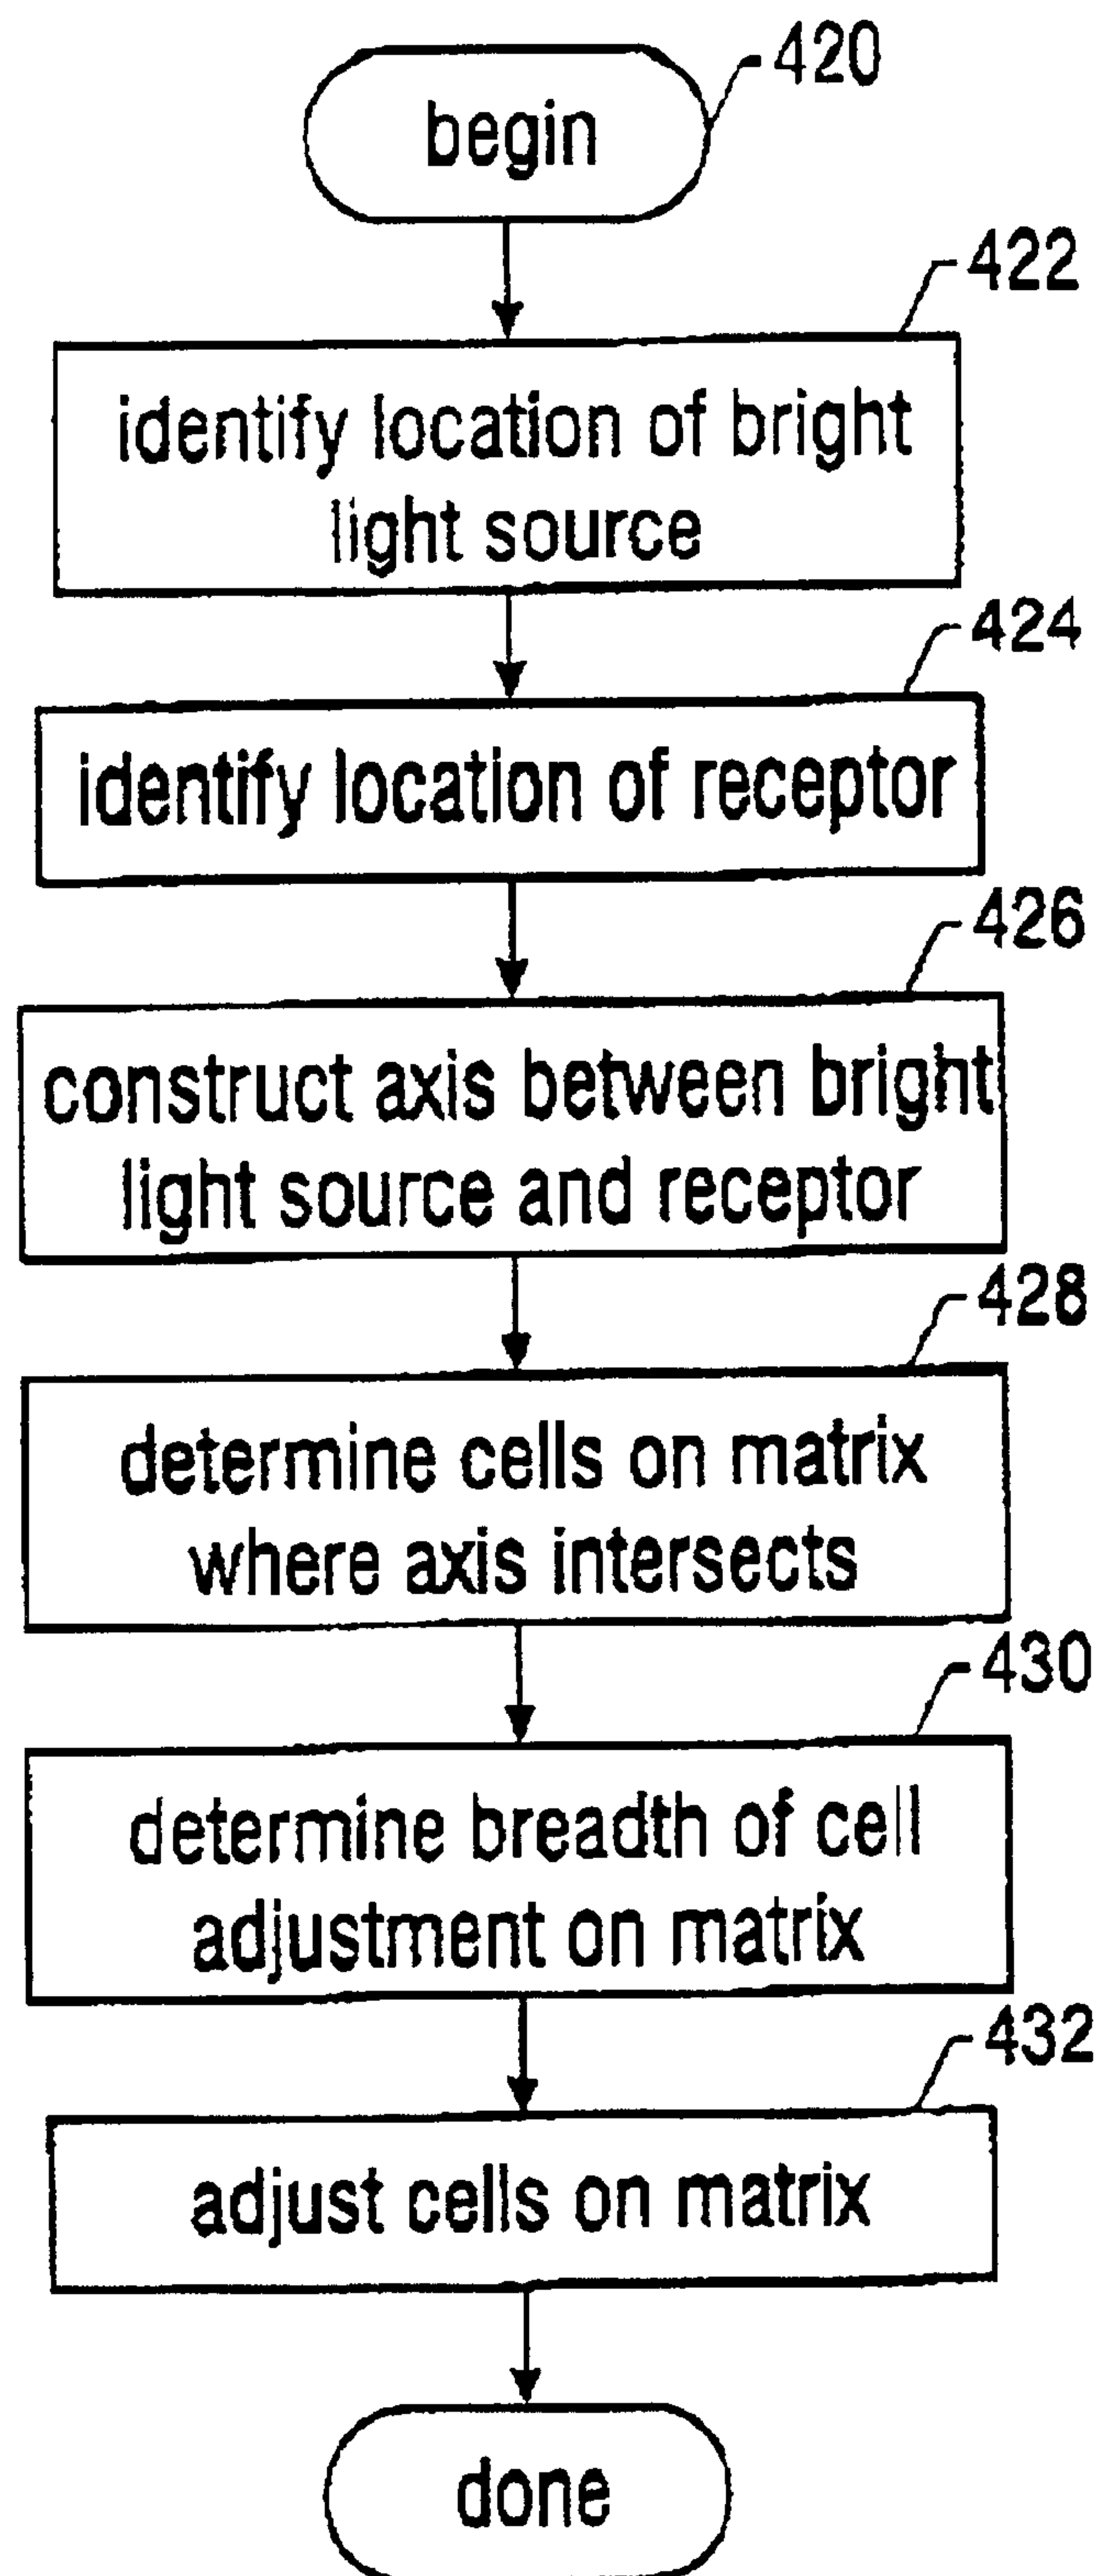 420
begin
422
identify location of bright
light source
424
identify location of receptor
426
construct axis between bright
light source and receptor
428
determine cells on matrix
where axis intersects
430
determine breadth of cell
adjustment on matrix
432
adjust cells on matrix
done